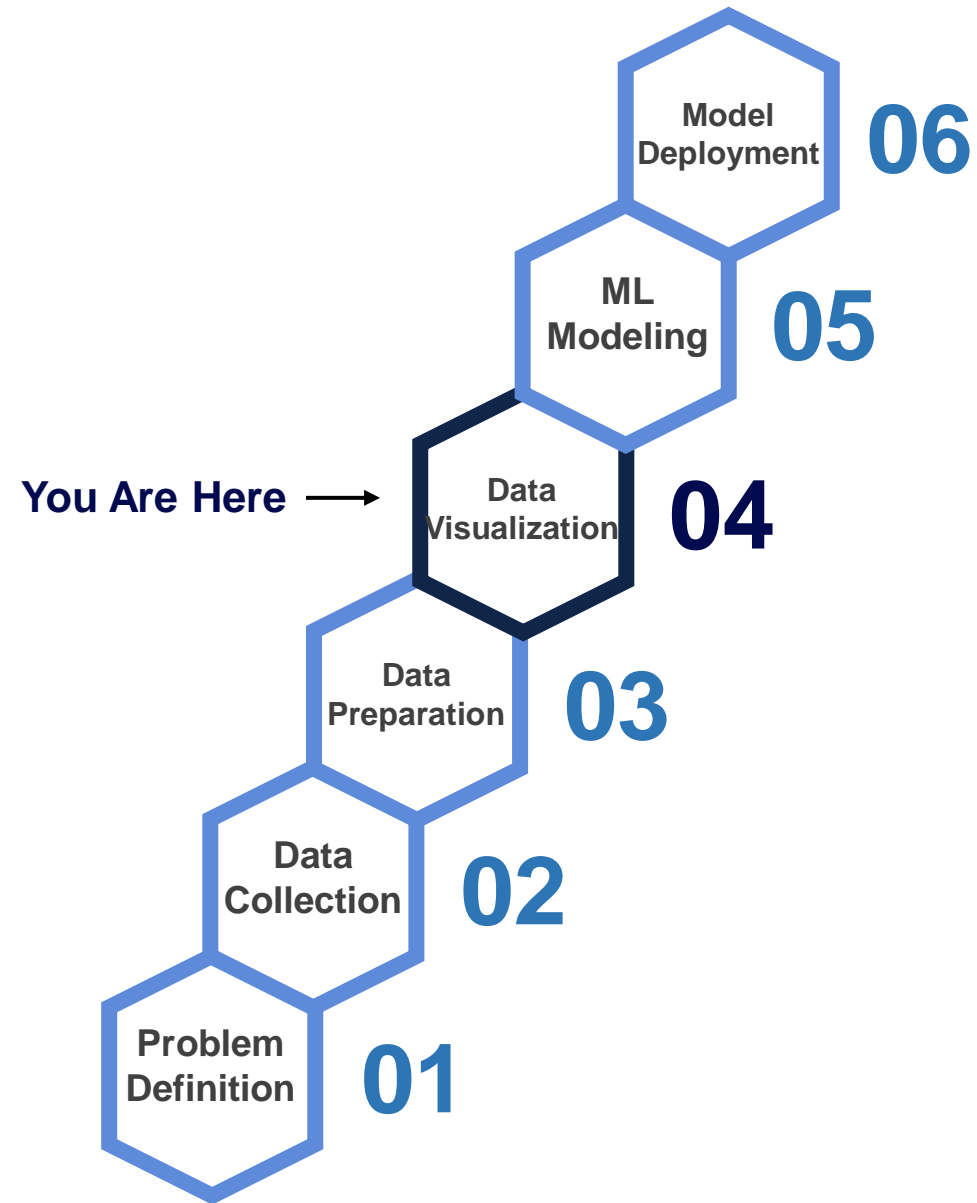 Model
Deployment
06
ML
Modeling
05
You Are Here
Data
Visualization
04
Data
Preparation
03
Data
Collection
02
Problem
Definition
01